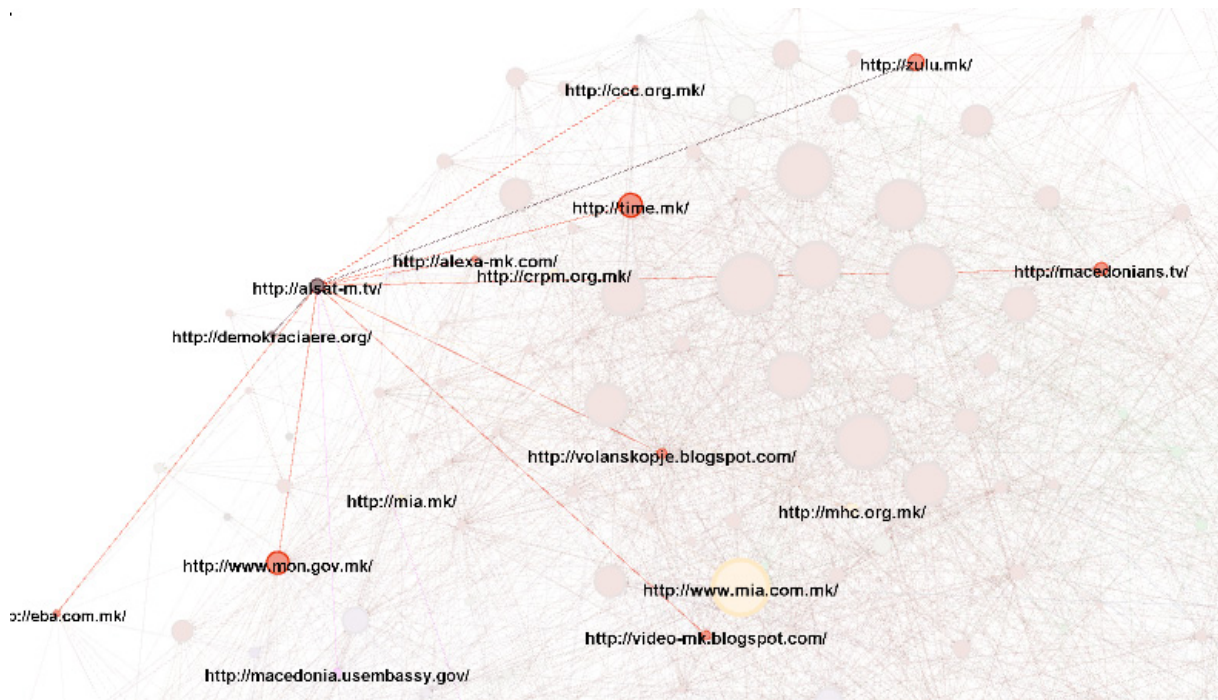 http://zulu.mk/
http://ccc.org.mk/
http://time.mk/
http://alexa-mk.com/
http://crpm.org.mk/
http://macedonians.tv/
http://alsat-m.tv/
http://demokraciaere.org/
http://volanskopje.blogspot.com/
http://mia.mk/
http://mhc.org.mk/
http://www.mon.gov.mk/
http://www.mia.com.mk/
p://eba.com.mk/
http://video-mk.blogspot.com/
http://macedonia.usembassy.gov/